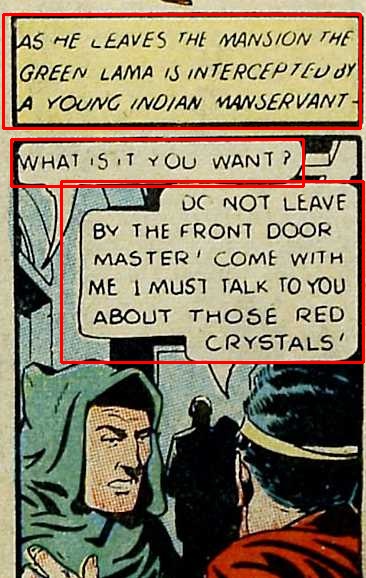 AS HE LEAVES THE MANSION THE
GREEN LAMA IS INTERCEPTED BY
A YOUNG INDIAN MANSERVANT-
WHAT IS IT YOU WANT?
DO NOT LEAVE
BY THE FRONT DOOR
MASTER! COME WITH
ME I MUST TALK TO YOU
ABOUT THOSE RED
CRYSTALS!